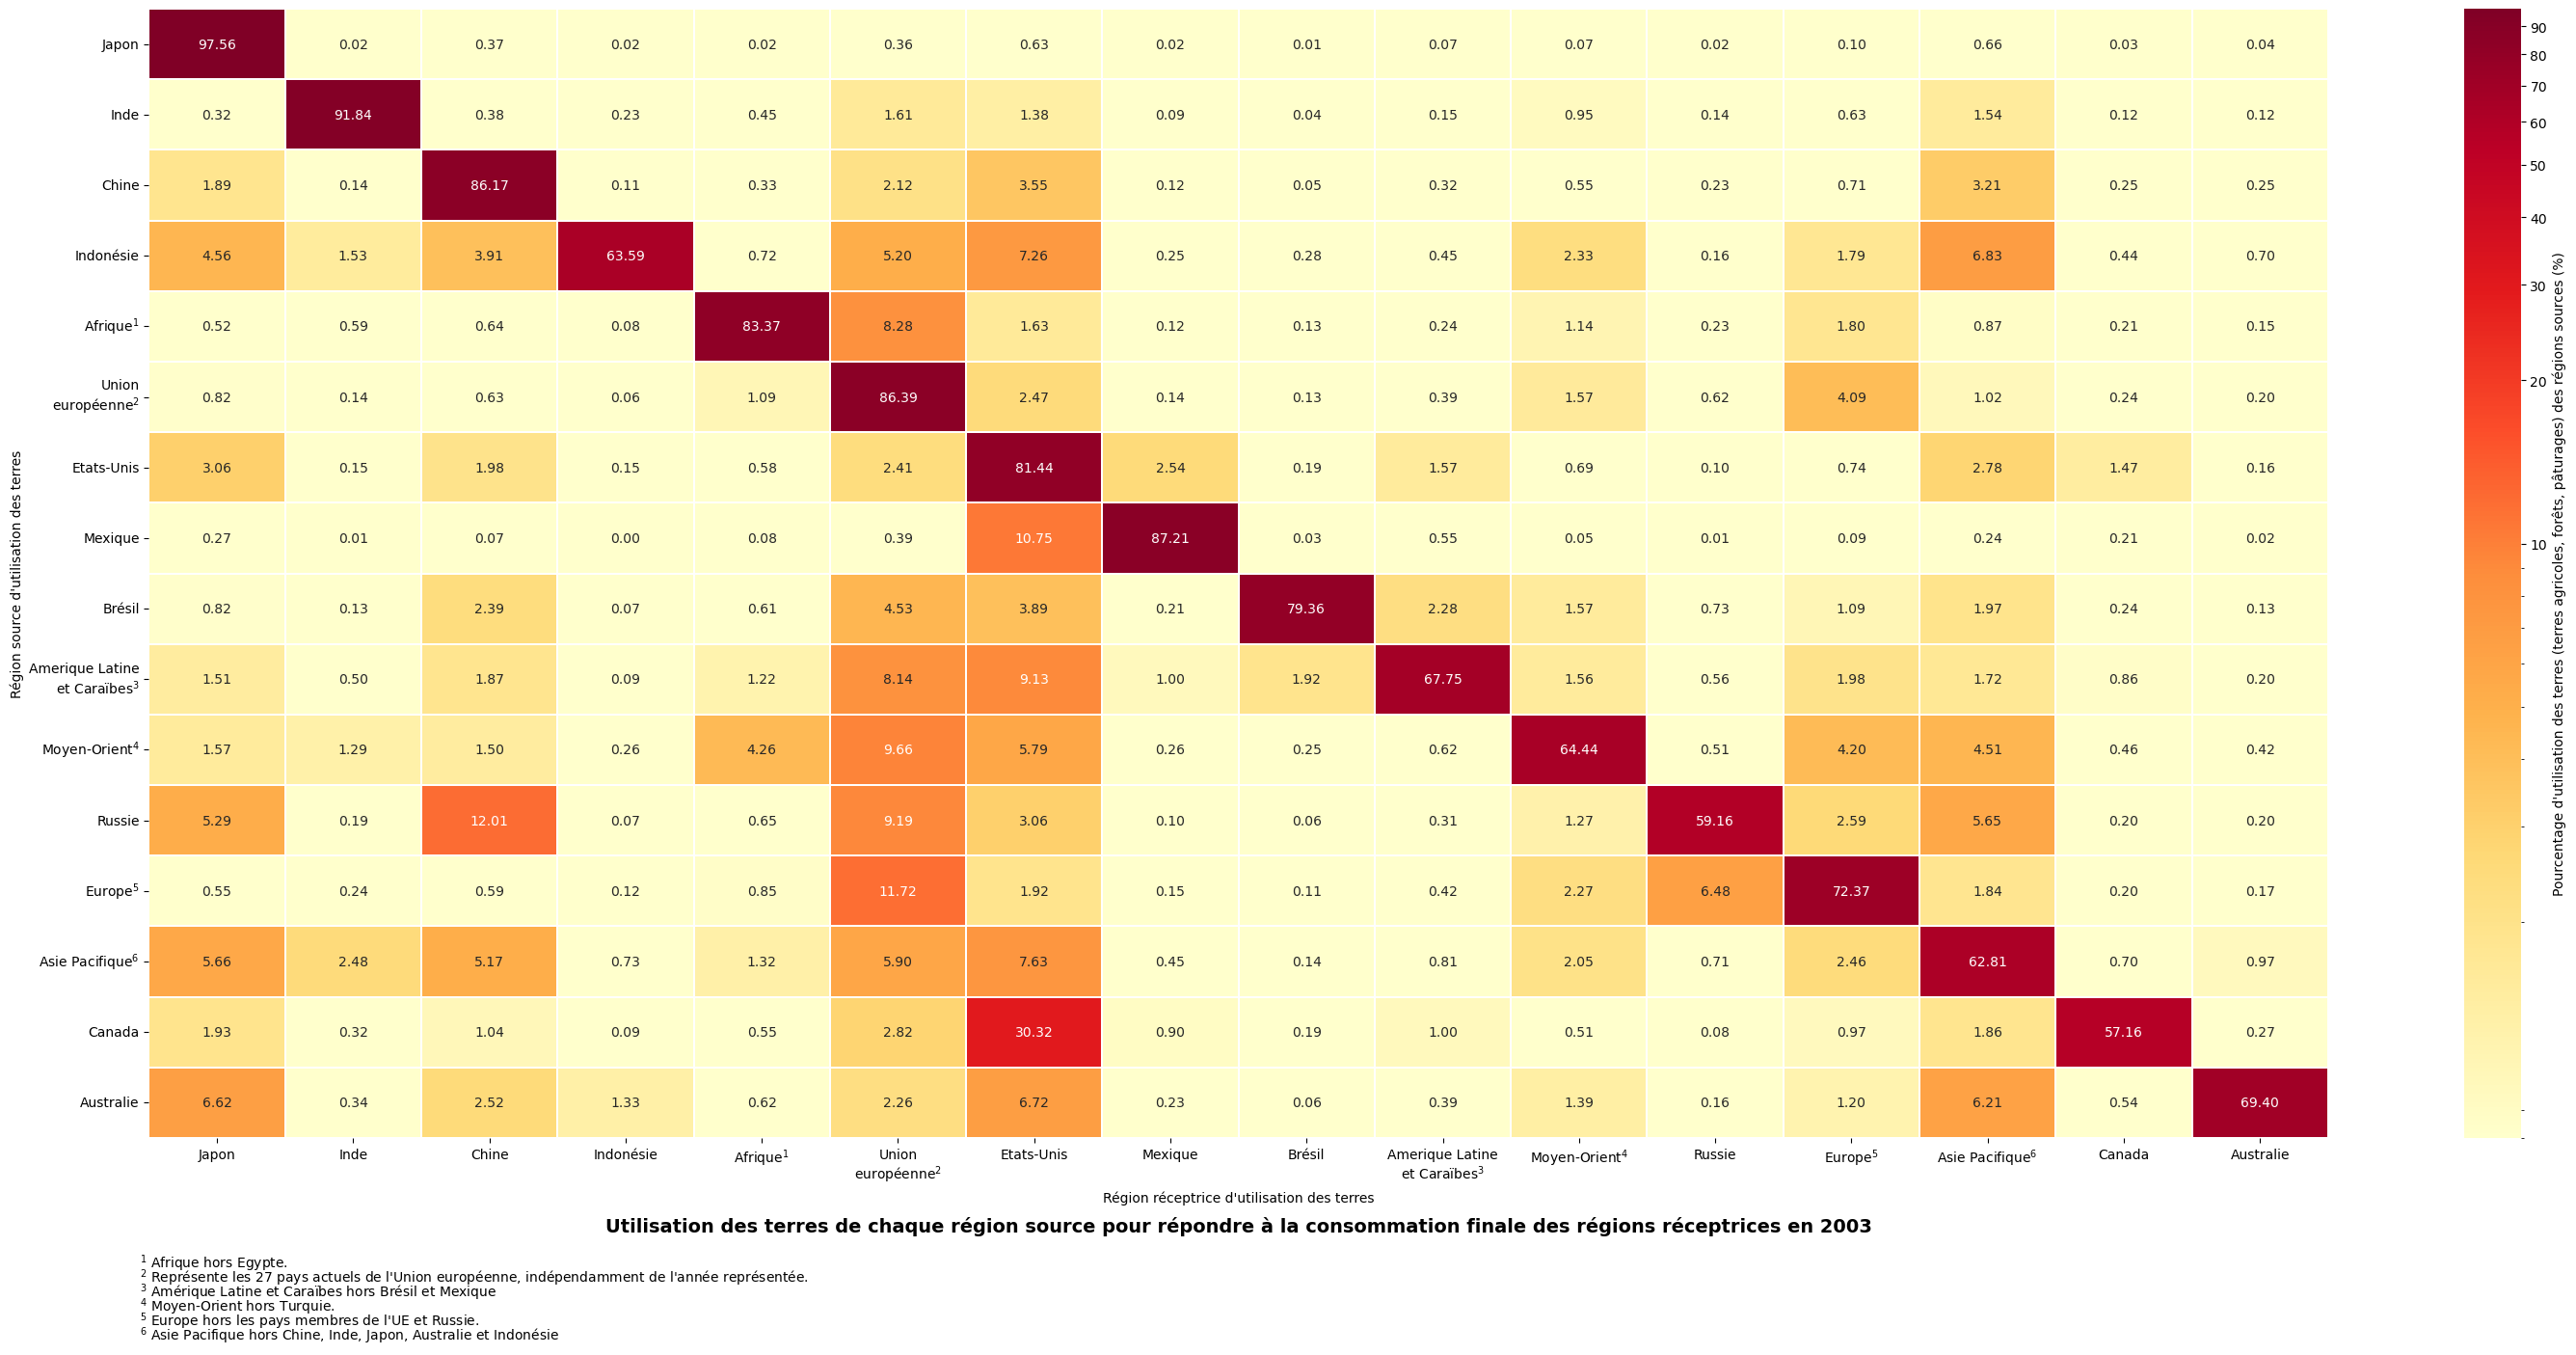 Japon 97.56 0.02 0.37 0.02 0.02 0.36 0.63 0.02 0.01 0.07 0.07 0.02 0.10 0.66 0.03 0.04
Inde 0.32 91.84 0.38 0.23 0.45 1.61 1.38 0.09 0.04 0.15 0.95 0.14 0.63 1.54 0.12 0.12
Chine 1.89 0.14 86.17 0.11 0.33 2.12 3.55 0.12 0.05 0.32 0.55 0.23 0.71 3.21 0.25 0.25
Indonésie 4.56 1.53 3.91 63.59 0.72 5.20 7.26 0.25 0.28 0.45 2.33 0.16 1.79 6.83 0.44 0.70
Afrique¹ 0.52 0.59 0.64 0.08 83.37 8.28 1.63 0.12 0.13 0.24 1.14 0.23 1.80 0.87 0.21 0.15
Union
européenne² 0.82 0.14 0.63 0.06 1.09 86.39 2.47 0.14 0.13 0.39 1.57 0.62 4.09 1.02 0.24 0.20
Etats-Unis 3.06 0.15 1.98 0.15 0.58 2.41 81.44 2.54 0.19 1.57 0.69 0.10 0.74 2.78 1.47 0.16
Mexique 0.27 0.01 0.07 0.00 0.08 0.39 10.75 87.21 0.03 0.55 0.05 0.01 0.09 0.24 0.21 0.02
Brésil 0.82 0.13 2.39 0.07 0.61 4.53 3.89 0.21 79.36 2.28 1.57 0.73 1.09 1.97 0.24 0.13
Amerique Latine
et Caraïbes³ 1.51 0.50 1.87 0.09 1.22 8.14 9.13 1.00 1.92 67.75 1.56 0.56 1.98 1.72 0.86 0.20
Moyen-Orient⁴ 1.57 1.29 1.50 0.26 4.26 9.66 5.79 0.26 0.25 0.62 64.44 0.51 4.20 4.51 0.46 0.42
Russie 5.29 0.19 12.01 0.07 0.65 9.19 3.06 0.10 0.06 0.31 1.27 59.16 2.59 5.65 0.20 0.20
Europe⁵ 0.55 0.24 0.59 0.12 0.85 11.72 1.92 0.15 0.11 0.42 2.27 6.48 72.37 1.84 0.20 0.17
Asie Pacifique⁶ 5.66 2.48 5.17 0.73 1.32 5.90 7.63 0.45 0.14 0.81 2.05 0.71 2.46 62.81 0.70 0.97
Canada 1.93 0.32 1.04 0.09 0.55 2.82 30.32 0.90 0.19 1.00 0.51 0.08 0.97 1.86 57.16 0.27
Australie 6.62 0.34 2.52 1.33 0.62 2.26 6.72 0.23 0.06 0.39 1.39 0.16 1.20 6.21 0.54 69.40
Région source d'utilisation des terres
Japon Inde Chine Indonésie Afrique¹ Union européenne² Etats-Unis Mexique Brésil Amerique Latine et Caraïbes³ Moyen-Orient⁴ Russie Europe⁵ Asie Pacifique⁶ Canada Australie
Région réceptrice d'utilisation des terres
90
80
70
60
50
40
30
20
10
Pourcentage d'utilisation des terres (terres agricoles, forêts, pâturages) des régions sources (%)
Utilisation des terres de chaque région source pour répondre à la consommation finale des régions réceptrices en 2003
¹ Afrique hors Egypte.
² Représente les 27 pays actuels de l'Union européenne, indépendamment de l'année représentée.
³ Amérique Latine et Caraïbes hors Brésil et Mexique
⁴ Moyen-Orient hors Turquie.
⁵ Europe hors les pays membres de l'UE et Russie.
⁶ Asie Pacifique hors Chine, Inde, Japon, Australie et Indonésie